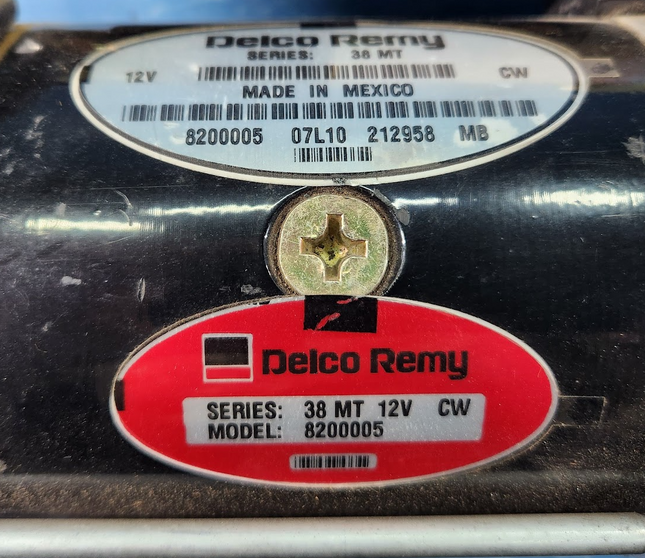 Delco Remy
SERIES: 38 MT
12V CW
MADE IN MEXICO
8200005 07L10 212958 MB
Delco Remy
SERIES: 38 MT 12V CW
MODEL: 8200005